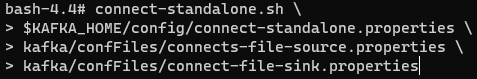 bash-4.4# connect-standalone.sh \
> $KAFKA_HOME/config/connect-standalone.properties \
> kafka/confFiles/connects-file-source.properties \
> kafka/confFiles/connect-file-sink.properties